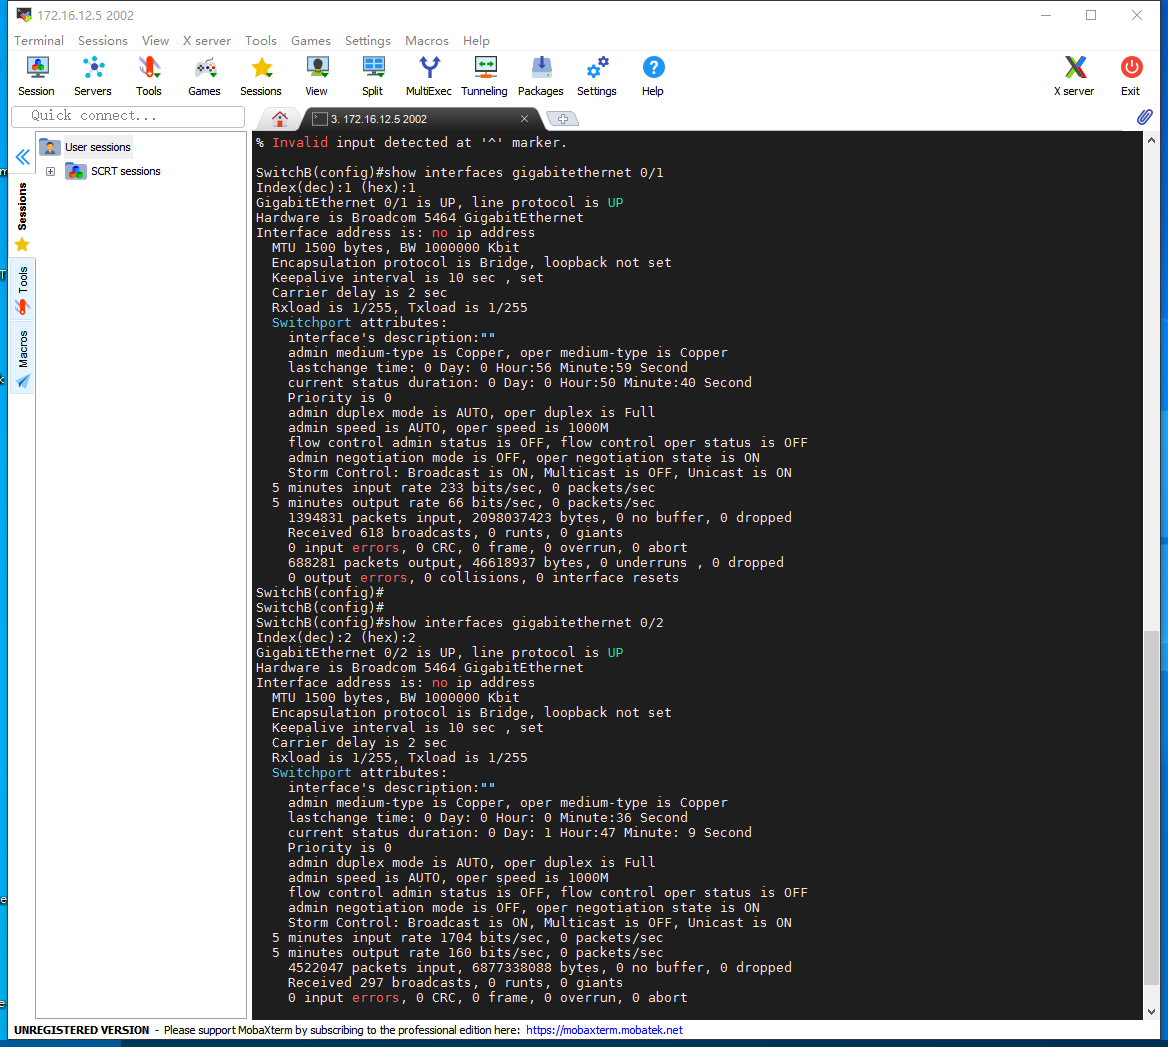 172.16.12.5 2002
Terminal Sessions View X server Tools Games Settings Macros Help
Session Servers Tools Games Sessions View Split MultiExec Tunneling Packages Settings Help X server Exit
Quick connect...
3. 172.16.12.5 2002
User sessions
SCRT sessions
Sessions
Tools
Macros
% Invalid input detected at '^' marker.
SwitchB(config)#show interfaces gigabitethernet 0/1
Index(dec):1 (hex):1
GigabitEthernet 0/1 is UP, line protocol is UP
Hardware is Broadcom 5464 GigabitEthernet
Interface address is: no ip address
MTU 1500 bytes, BW 1000000 Kbit
Encapsulation protocol is Bridge, loopback not set
Keepalive interval is 10 sec , set
Carrier delay is 2 sec
Rxload is 1/255, Txload is 1/255
Switchport attributes:
interface's description:""
admin medium-type is Copper, oper medium-type is Copper
lastchange time: 0 Day: 0 Hour:56 Minute:59 Second
current status duration: 0 Day: 0 Hour:50 Minute:40 Second
Priority is 0
admin duplex mode is AUTO, oper duplex is Full
admin speed is AUTO, oper speed is 1000M
flow control admin status is OFF, flow control oper status is OFF
admin negotiation mode is OFF, oper negotiation state is ON
Storm Control: Broadcast is ON, Multicast is OFF, Unicast is ON
5 minutes input rate 233 bits/sec, 0 packets/sec
5 minutes output rate 66 bits/sec, 0 packets/sec
1394831 packets input, 2098037423 bytes, 0 no buffer, 0 dropped
Received 618 broadcasts, 0 runts, 0 giants
0 input errors, 0 CRC, 0 frame, 0 overrun, 0 abort
688281 packets output, 46618937 bytes, 0 underruns , 0 dropped
0 output errors, 0 collisions, 0 interface resets
SwitchB(config)#
SwitchB(config)#
SwitchB(config)#show interfaces gigabitethernet 0/2
Index(dec):2 (hex):2
GigabitEthernet 0/2 is UP, line protocol is UP
Hardware is Broadcom 5464 GigabitEthernet
Interface address is: no ip address
MTU 1500 bytes, BW 1000000 Kbit
Encapsulation protocol is Bridge, loopback not set
Keepalive interval is 10 sec , set
Carrier delay is 2 sec
Rxload is 1/255, Txload is 1/255
Switchport attributes:
interface's description:""
admin medium-type is Copper, oper medium-type is Copper
lastchange time: 0 Day: 0 Hour: 0 Minute:36 Second
current status duration: 0 Day: 1 Hour:47 Minute: 9 Second
Priority is 0
admin duplex mode is AUTO, oper duplex is Full
admin speed is AUTO, oper speed is 1000M
flow control admin status is OFF, flow control oper status is OFF
admin negotiation mode is OFF, oper negotiation state is ON
Storm Control: Broadcast is ON, Multicast is OFF, Unicast is ON
5 minutes input rate 1704 bits/sec, 0 packets/sec
5 minutes output rate 160 bits/sec, 0 packets/sec
4522047 packets input, 6877338088 bytes, 0 no buffer, 0 dropped
Received 297 broadcasts, 0 runts, 0 giants
0 input errors, 0 CRC, 0 frame, 0 overrun, 0 abort
UNREGISTERED VERSION - Please support MobaXterm by subscribing to the professional edition here: https://mobaxterm.mobatek.net